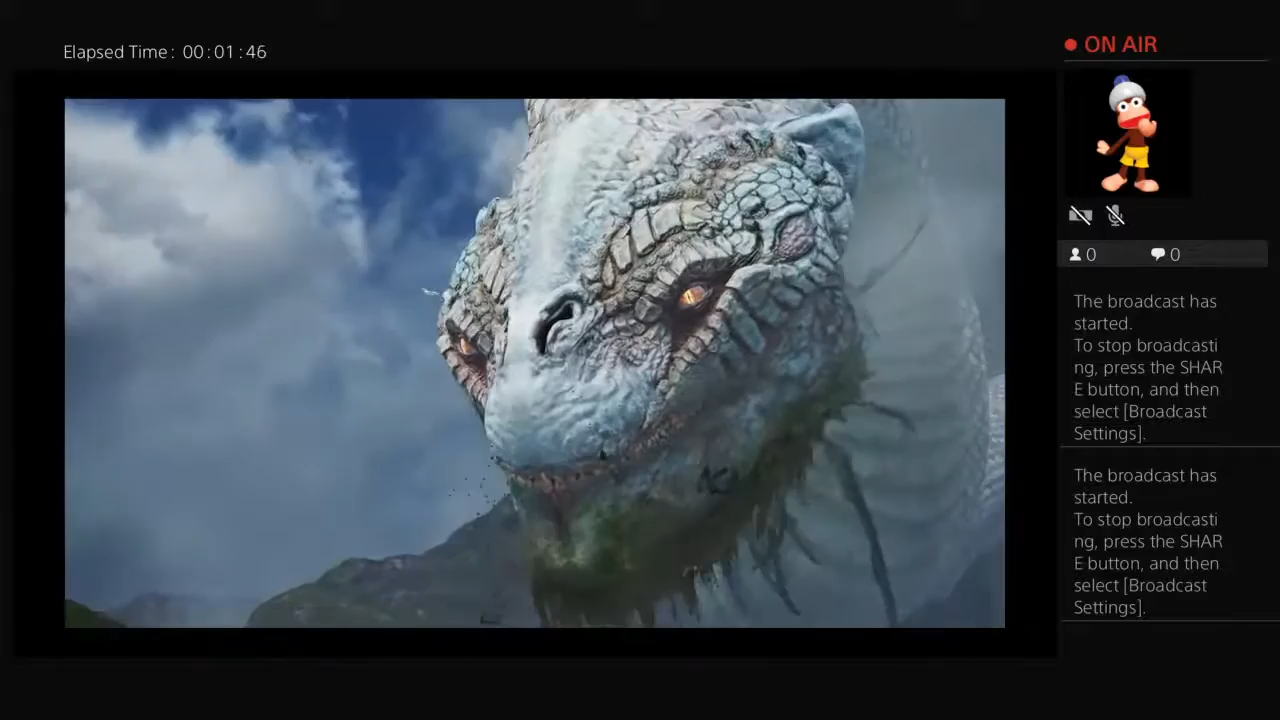 Elapsed Time: 00:01:46
ON AIR
0
0
The broadcast has
started.
To stop broadcasti
ng, press the SHAR
E button, and then
select [Broadcast
Settings].
The broadcast has
started.
To stop broadcasti
ng, press the SHAR
E button, and then
select [Broadcast
Settings].